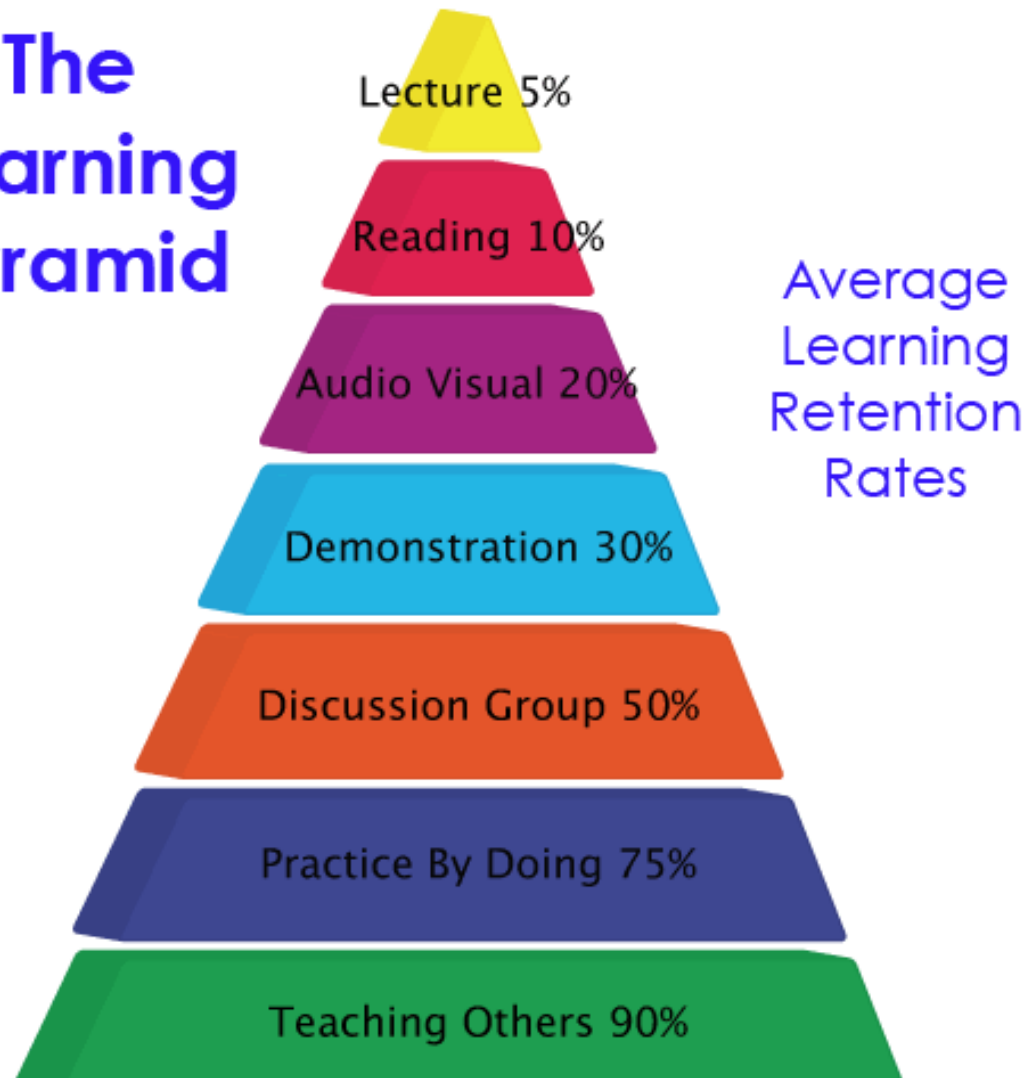 The
arning
ramid
Lecture 5%
Reading 10%
Audio Visual 20%
Demonstration 30%
Discussion Group 50%
Practice By Doing 75%
Teaching Others 90%
Average
Learning
Retention
Rates